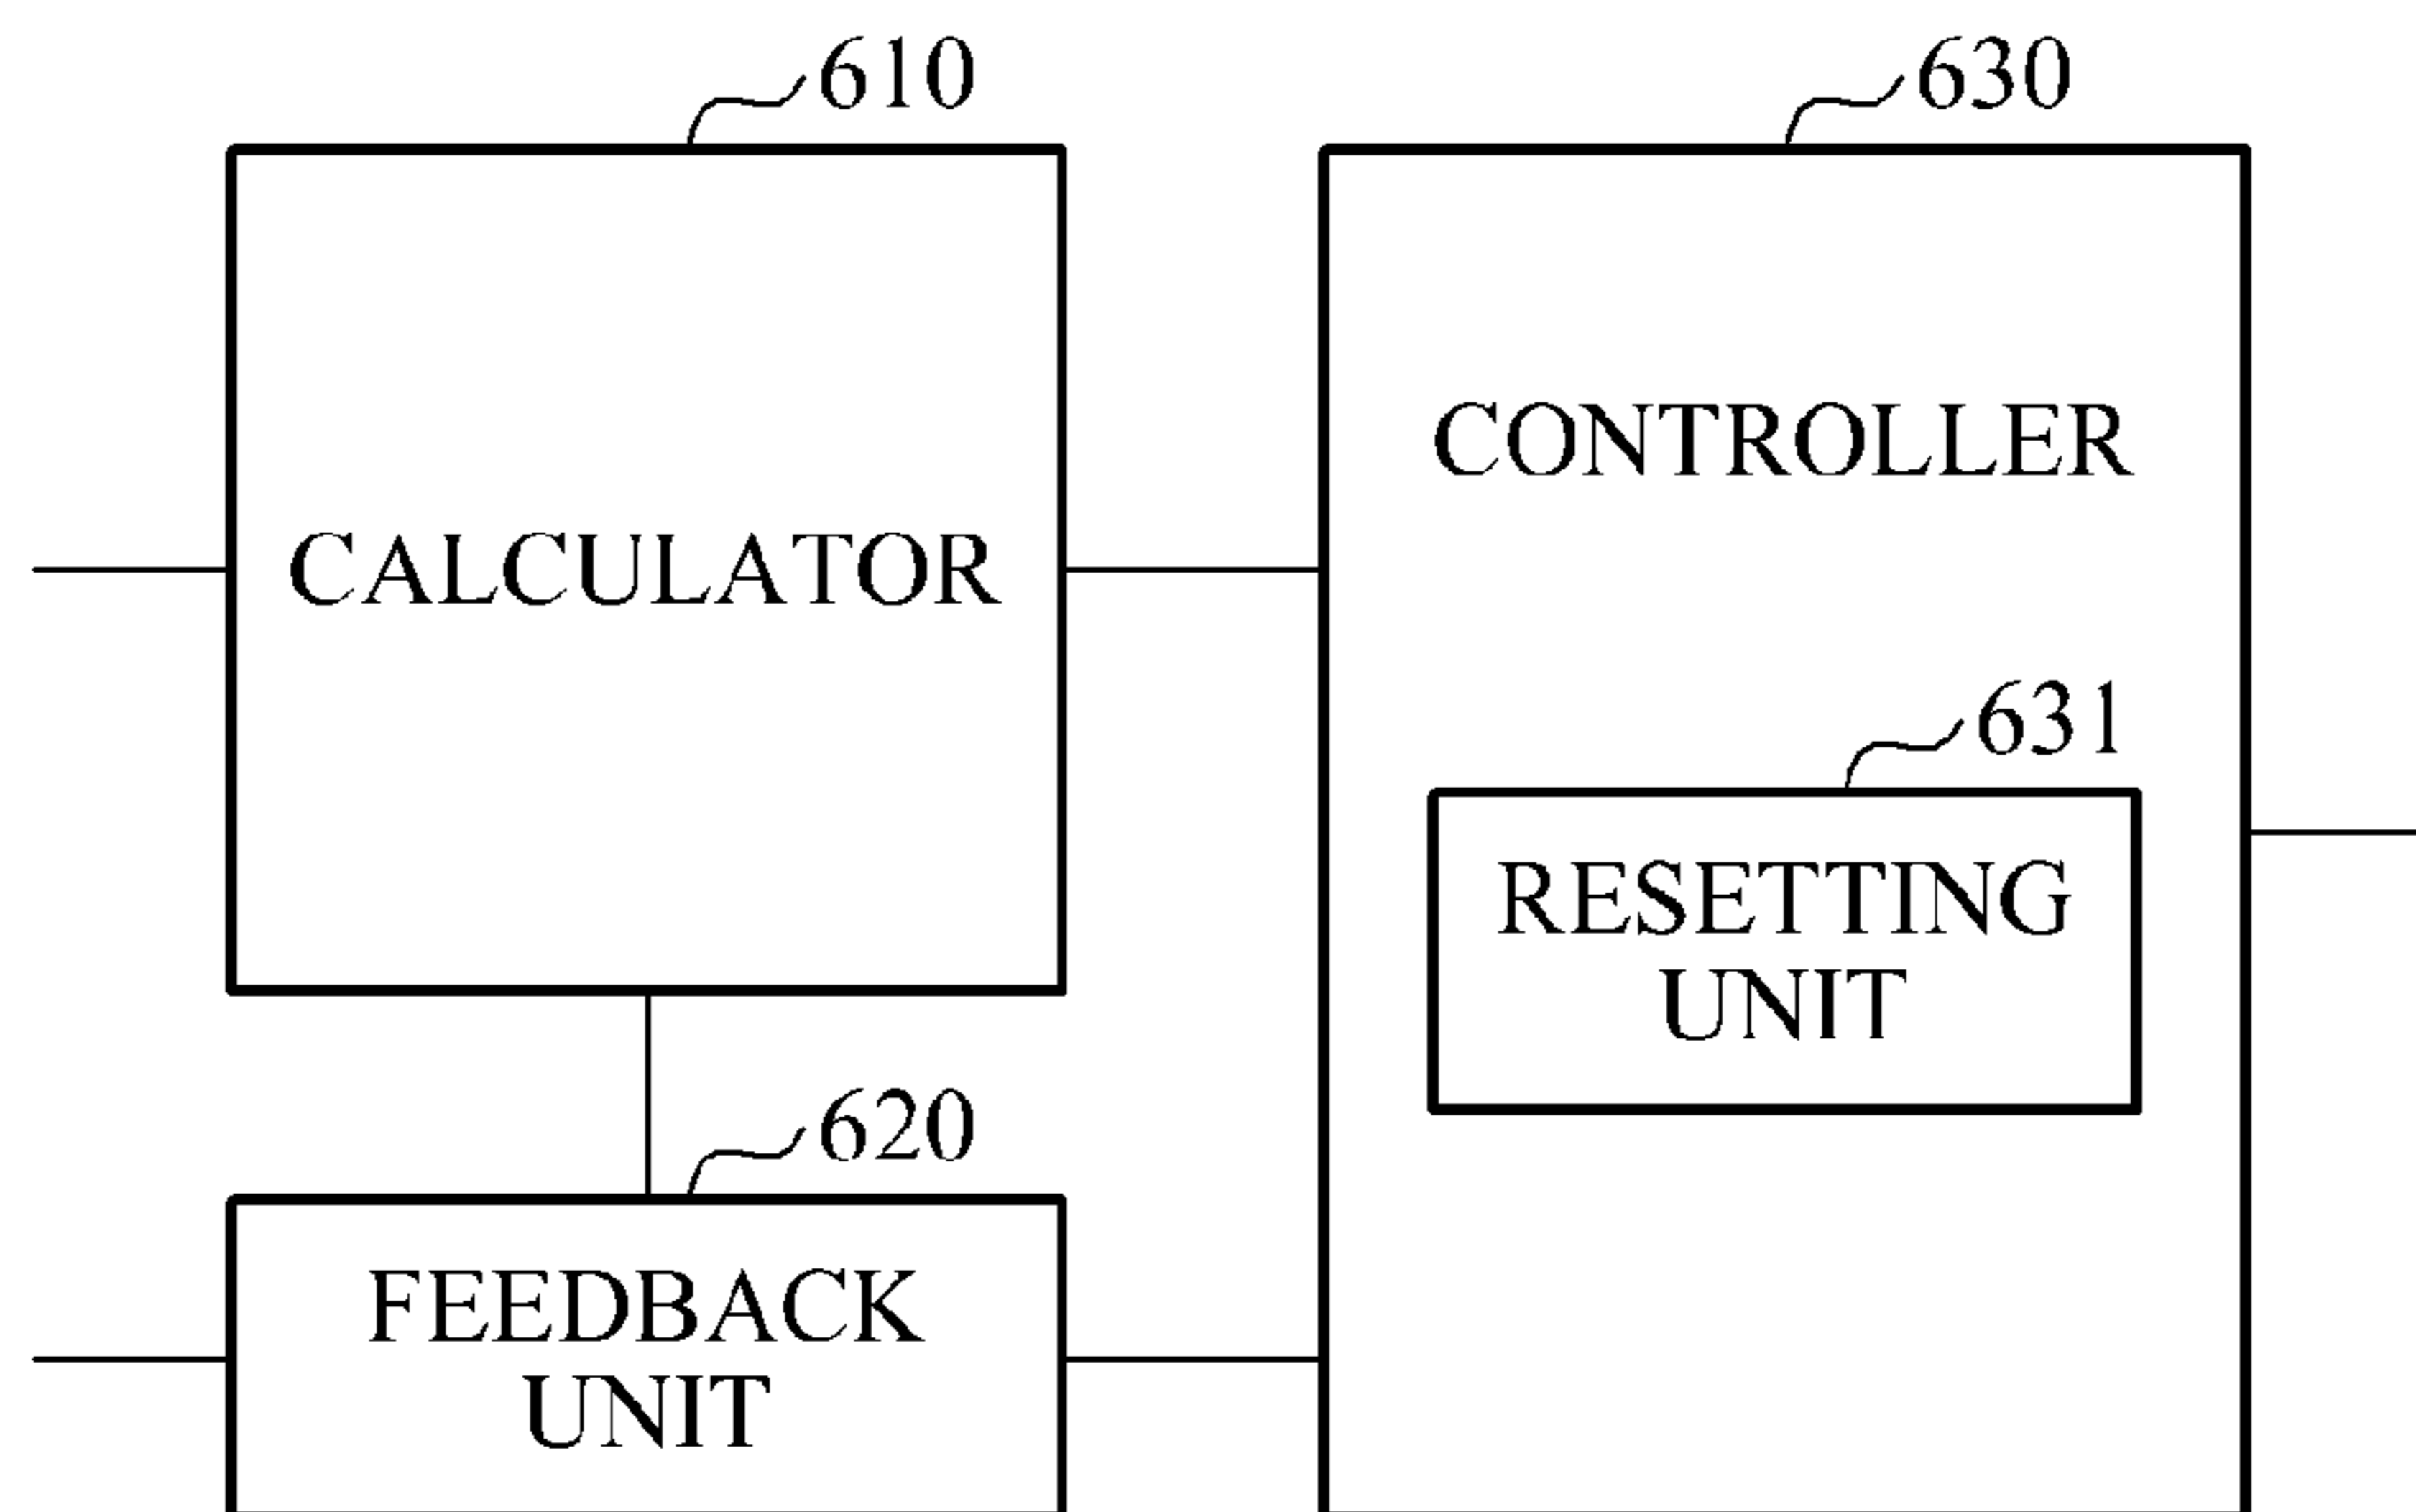 610
CALCULATOR
620
FEEDBACK
UNIT
630
CONTROLLER
631
RESETTING
UNIT